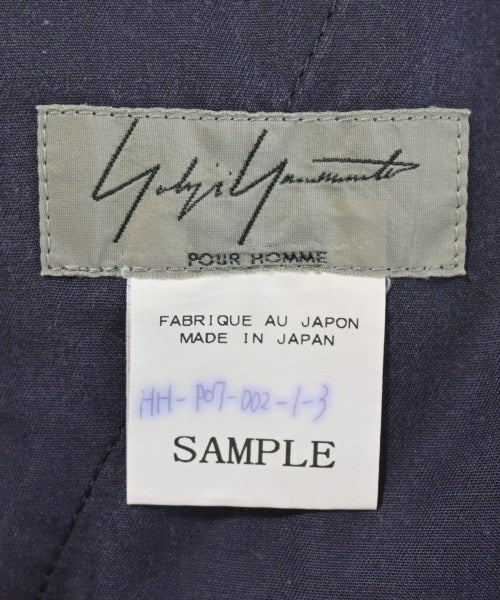 Yohji Yamamoto
POUR HOMME
FABRIQUE AU JAPON
MADE IN JAPAN
HH-P07-002-1-3
SAMPLE